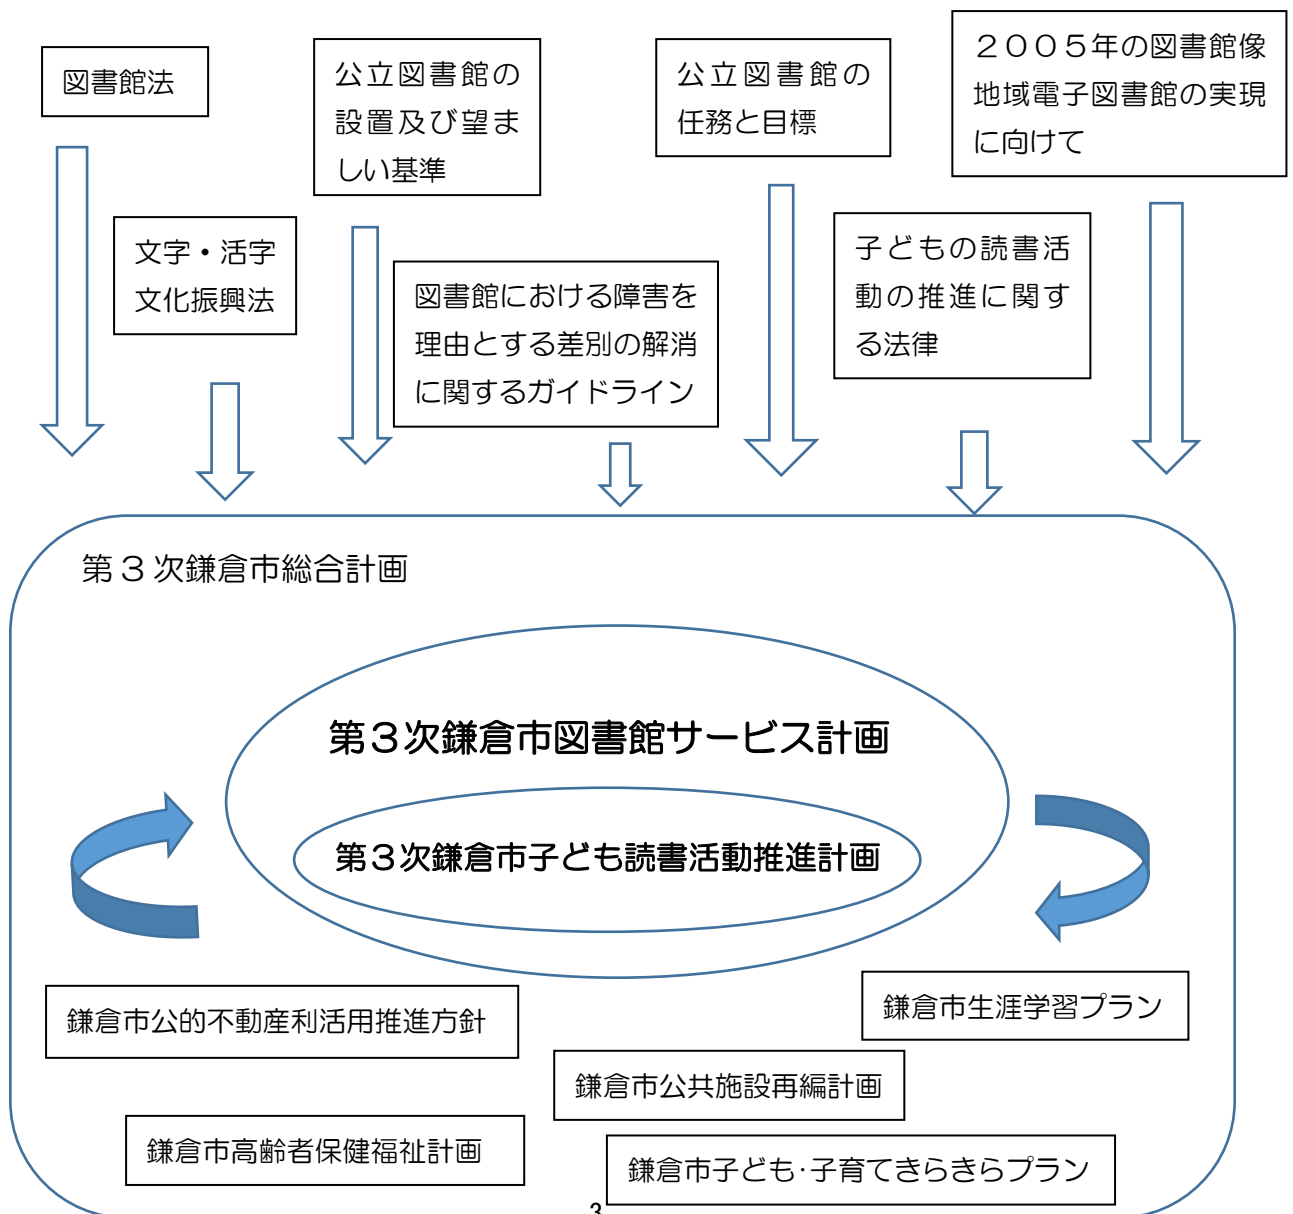 図書館法
公立図書館の
設置及び望ま
しい基準
公立図書館の
任務と目標
２００５年の図書館像
地域電子図書館の実現
に向けて
文字・活字
文化振興法
図書館における障害を
理由とする差別の解消
に関するガイドライン
子どもの読書活
動の推進に関す
る法律
第３次鎌倉市総合計画
第３次鎌倉市図書館サービス計画
第３次鎌倉市子ども読書活動推進計画
鎌倉市公的不動産利活用推進方針
鎌倉市生涯学習プラン
鎌倉市公共施設再編計画
鎌倉市高齢者保健福祉計画
鎌倉市子ども･子育てきらきらプラン
3